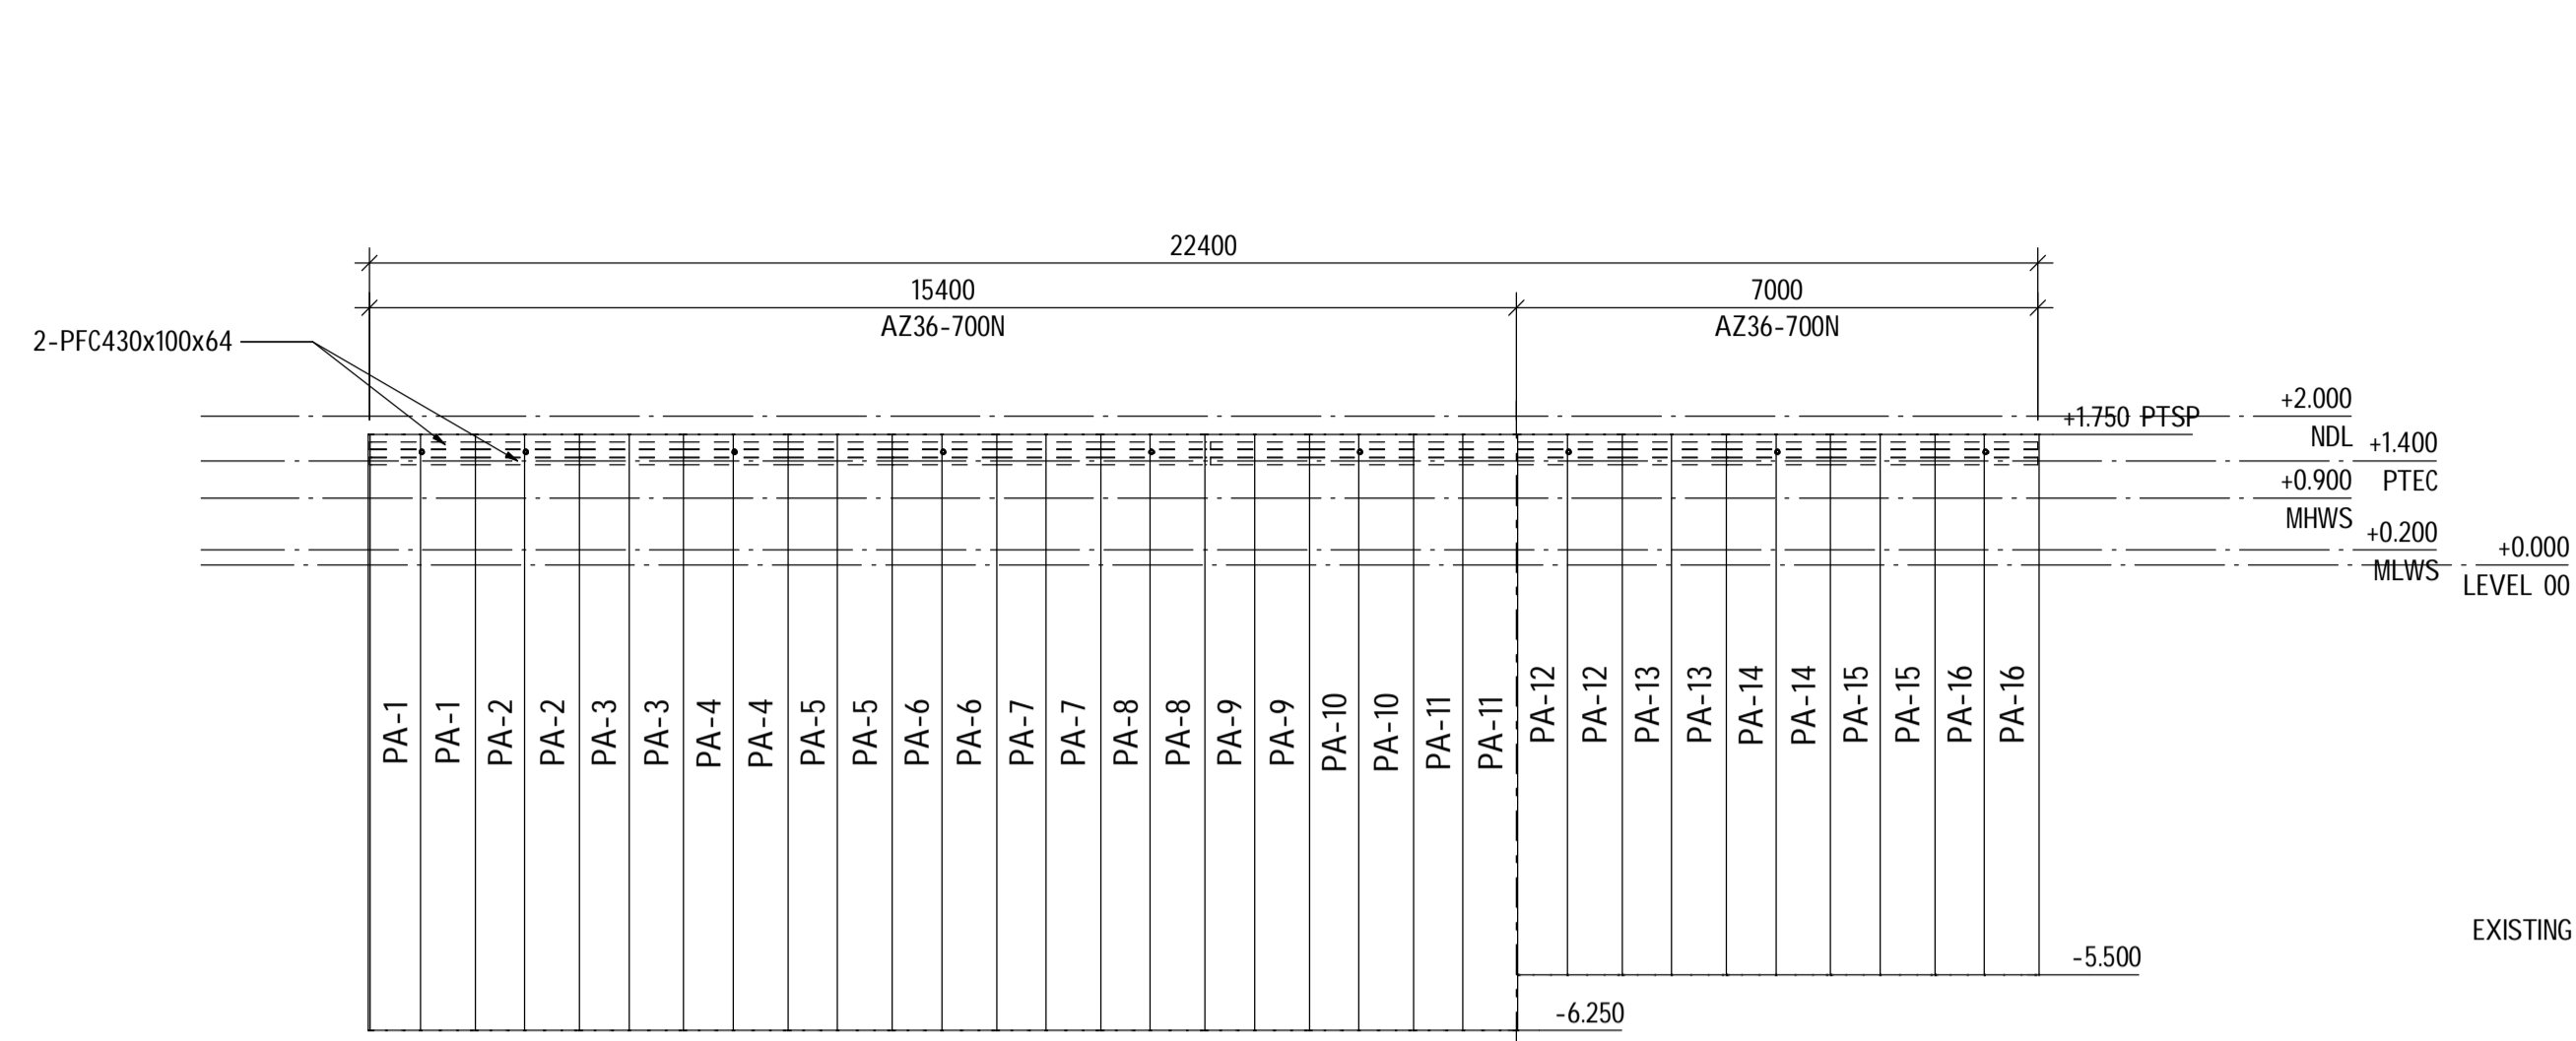 22400
15400
7000
AZ36-700N
AZ36-700N
2-PFC430x100x64
+2.000
NDL
+1.750 PTSP
+1.400
PTEC
+0.900
MHWS
+0.200
MLWS
+0.000
LEVEL 00
PA-1
PA-1
PA-2
PA-2
PA-3
PA-3
PA-4
PA-4
PA-5
PA-5
PA-6
PA-6
PA-7
PA-7
PA-8
PA-8
PA-9
PA-9
PA-10
PA-10
PA-11
PA-11
PA-12
PA-12
PA-13
PA-13
PA-14
PA-14
PA-15
PA-15
PA-16
PA-16
EXISTING
-5.500
-6.250